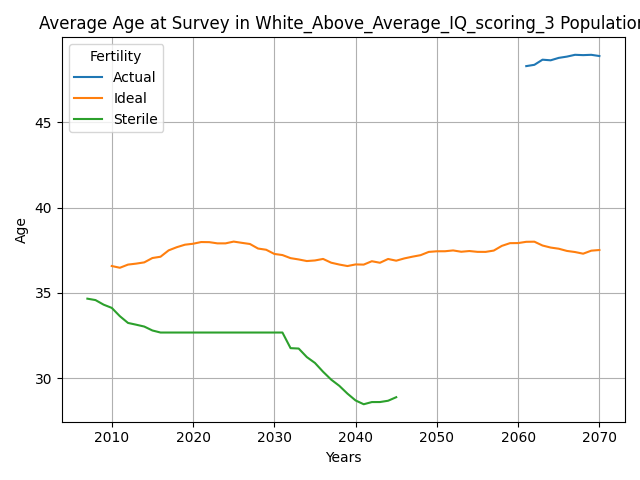 Average Age at Survey in White_Above_Average_IQ_scoring_3 Population
Fertility
Actual
Ideal
Sterile
45
40
35
30
Age
2010 2020 2030 2040 2050 2060 2070
Years